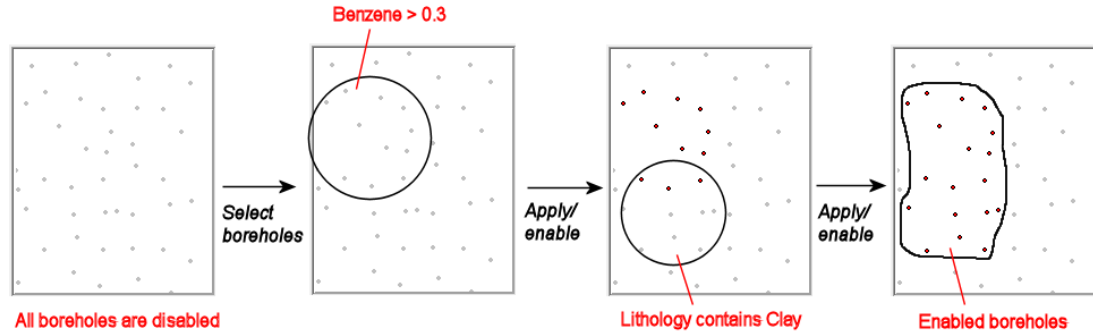 Benzene > 0.3
Select
boreholes
Apply/
enable
Apply/
enable
All boreholes are disabled
Lithology contains Clay
Enabled boreholes